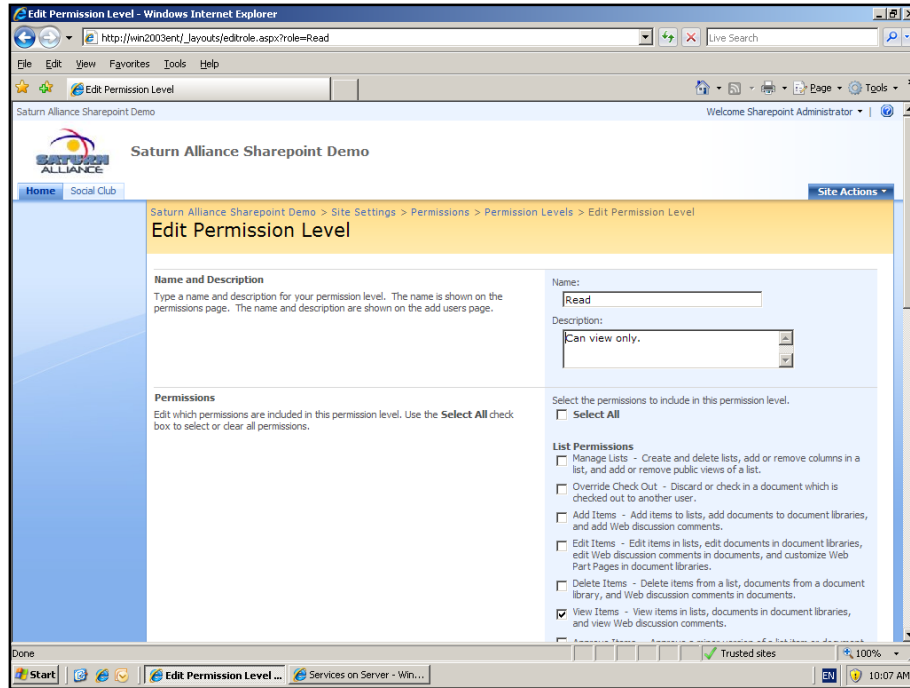 Edit Permission Level - Windows Internet Explorer
http://win2003ent/_layouts/editrole.aspx?role=Read
Live Search
File Edit View Favorites Tools Help
Edit Permission Level
Page Tools
Saturn Alliance Sharepoint Demo
Welcome Sharepoint Administrator
SATURN
ALLIANCE
Saturn Alliance Sharepoint Demo
Home Social Club
Site Actions
Saturn Alliance Sharepoint Demo > Site Settings > Permissions > Permission Levels > Edit Permission Level
Edit Permission Level
Name and Description
Type a name and description for your permission level. The name is shown on the
permissions page. The name and description are shown on the add users page.
Name:
Read
Description:
Can view only.
Permissions
Edit which permissions are included in this permission level. Use the Select All check
box to select or clear all permissions.
Select the permissions to include in this permission level.
Select All
List Permissions
Manage Lists - Create and delete lists, add or remove columns in a
list, and add or remove public views of a list.
Override Check Out - Discard or check in a document which is
checked out to another user.
Add Items - Add items to lists, add documents to document libraries,
and add Web discussion comments.
Edit Items - Edit items in lists, edit documents in document libraries,
edit Web discussion comments in documents, and customize Web
Part Pages in document libraries.
Delete Items - Delete items from a list, documents from a document
library, and Web discussion comments in documents.
View Items - View items in lists, documents in document libraries,
and view Web discussion comments.
Done
Trusted sites
100%
Start
Edit Permission Level ...
Services on Server - Win...
EN
10:07 AM